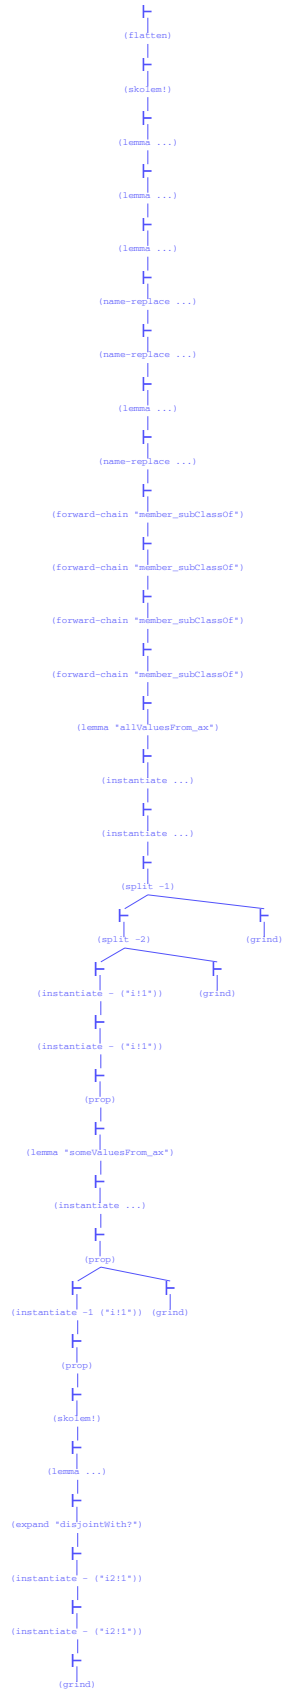 (flatten)
(skolem!)
(lemma ...)
(lemma ...)
(lemma ...)
(name-replace ...)
(name-replace ...)
(lemma ...)
(name-replace ...)
(forward-chain "member_subClassOf")
(forward-chain "member_subClassOf")
(forward-chain "member_subClassOf")
(forward-chain "member_subClassOf")
(lemma "allValuesFrom_ax")
(instantiate ...)
(instantiate ...)
(split -1)
(split -2) (grind)
(instantiate - ("i!1")) (grind)
(instantiate - ("i!1"))
(prop)
(lemma "someValuesFrom_ax")
(instantiate ...)
(prop)
(instantiate -1 ("i!1")) (grind)
(prop)
(skolem!)
(lemma ...)
(expand "disjointWith?")
(instantiate - ("i2!1"))
(instantiate - ("i2!1"))
(grind)